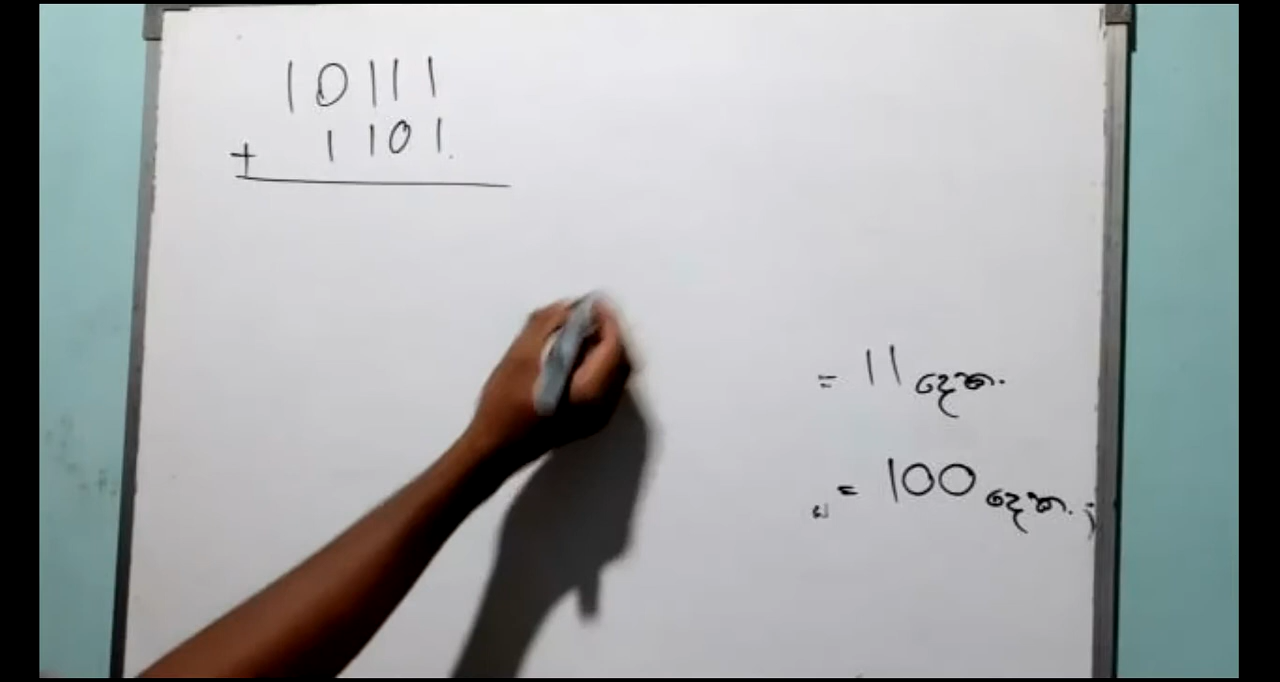 10111
+ 1101
= 11 දෙක.
= 100 දෙක.